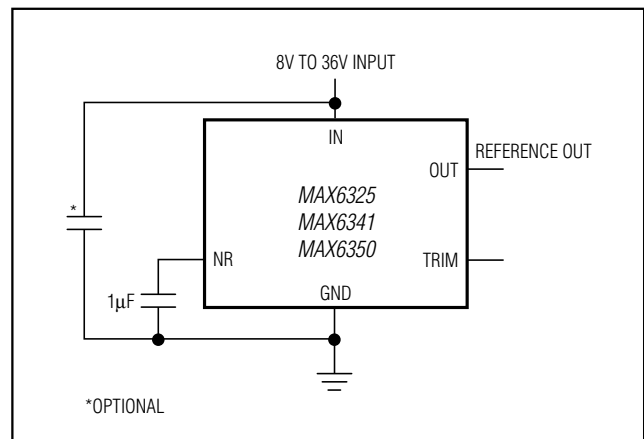 8V TO 36V INPUT
IN
OUT
REFERENCE OUT
MAX6325
MAX6341
MAX6350
*
NR
TRIM
1μF
GND
*OPTIONAL